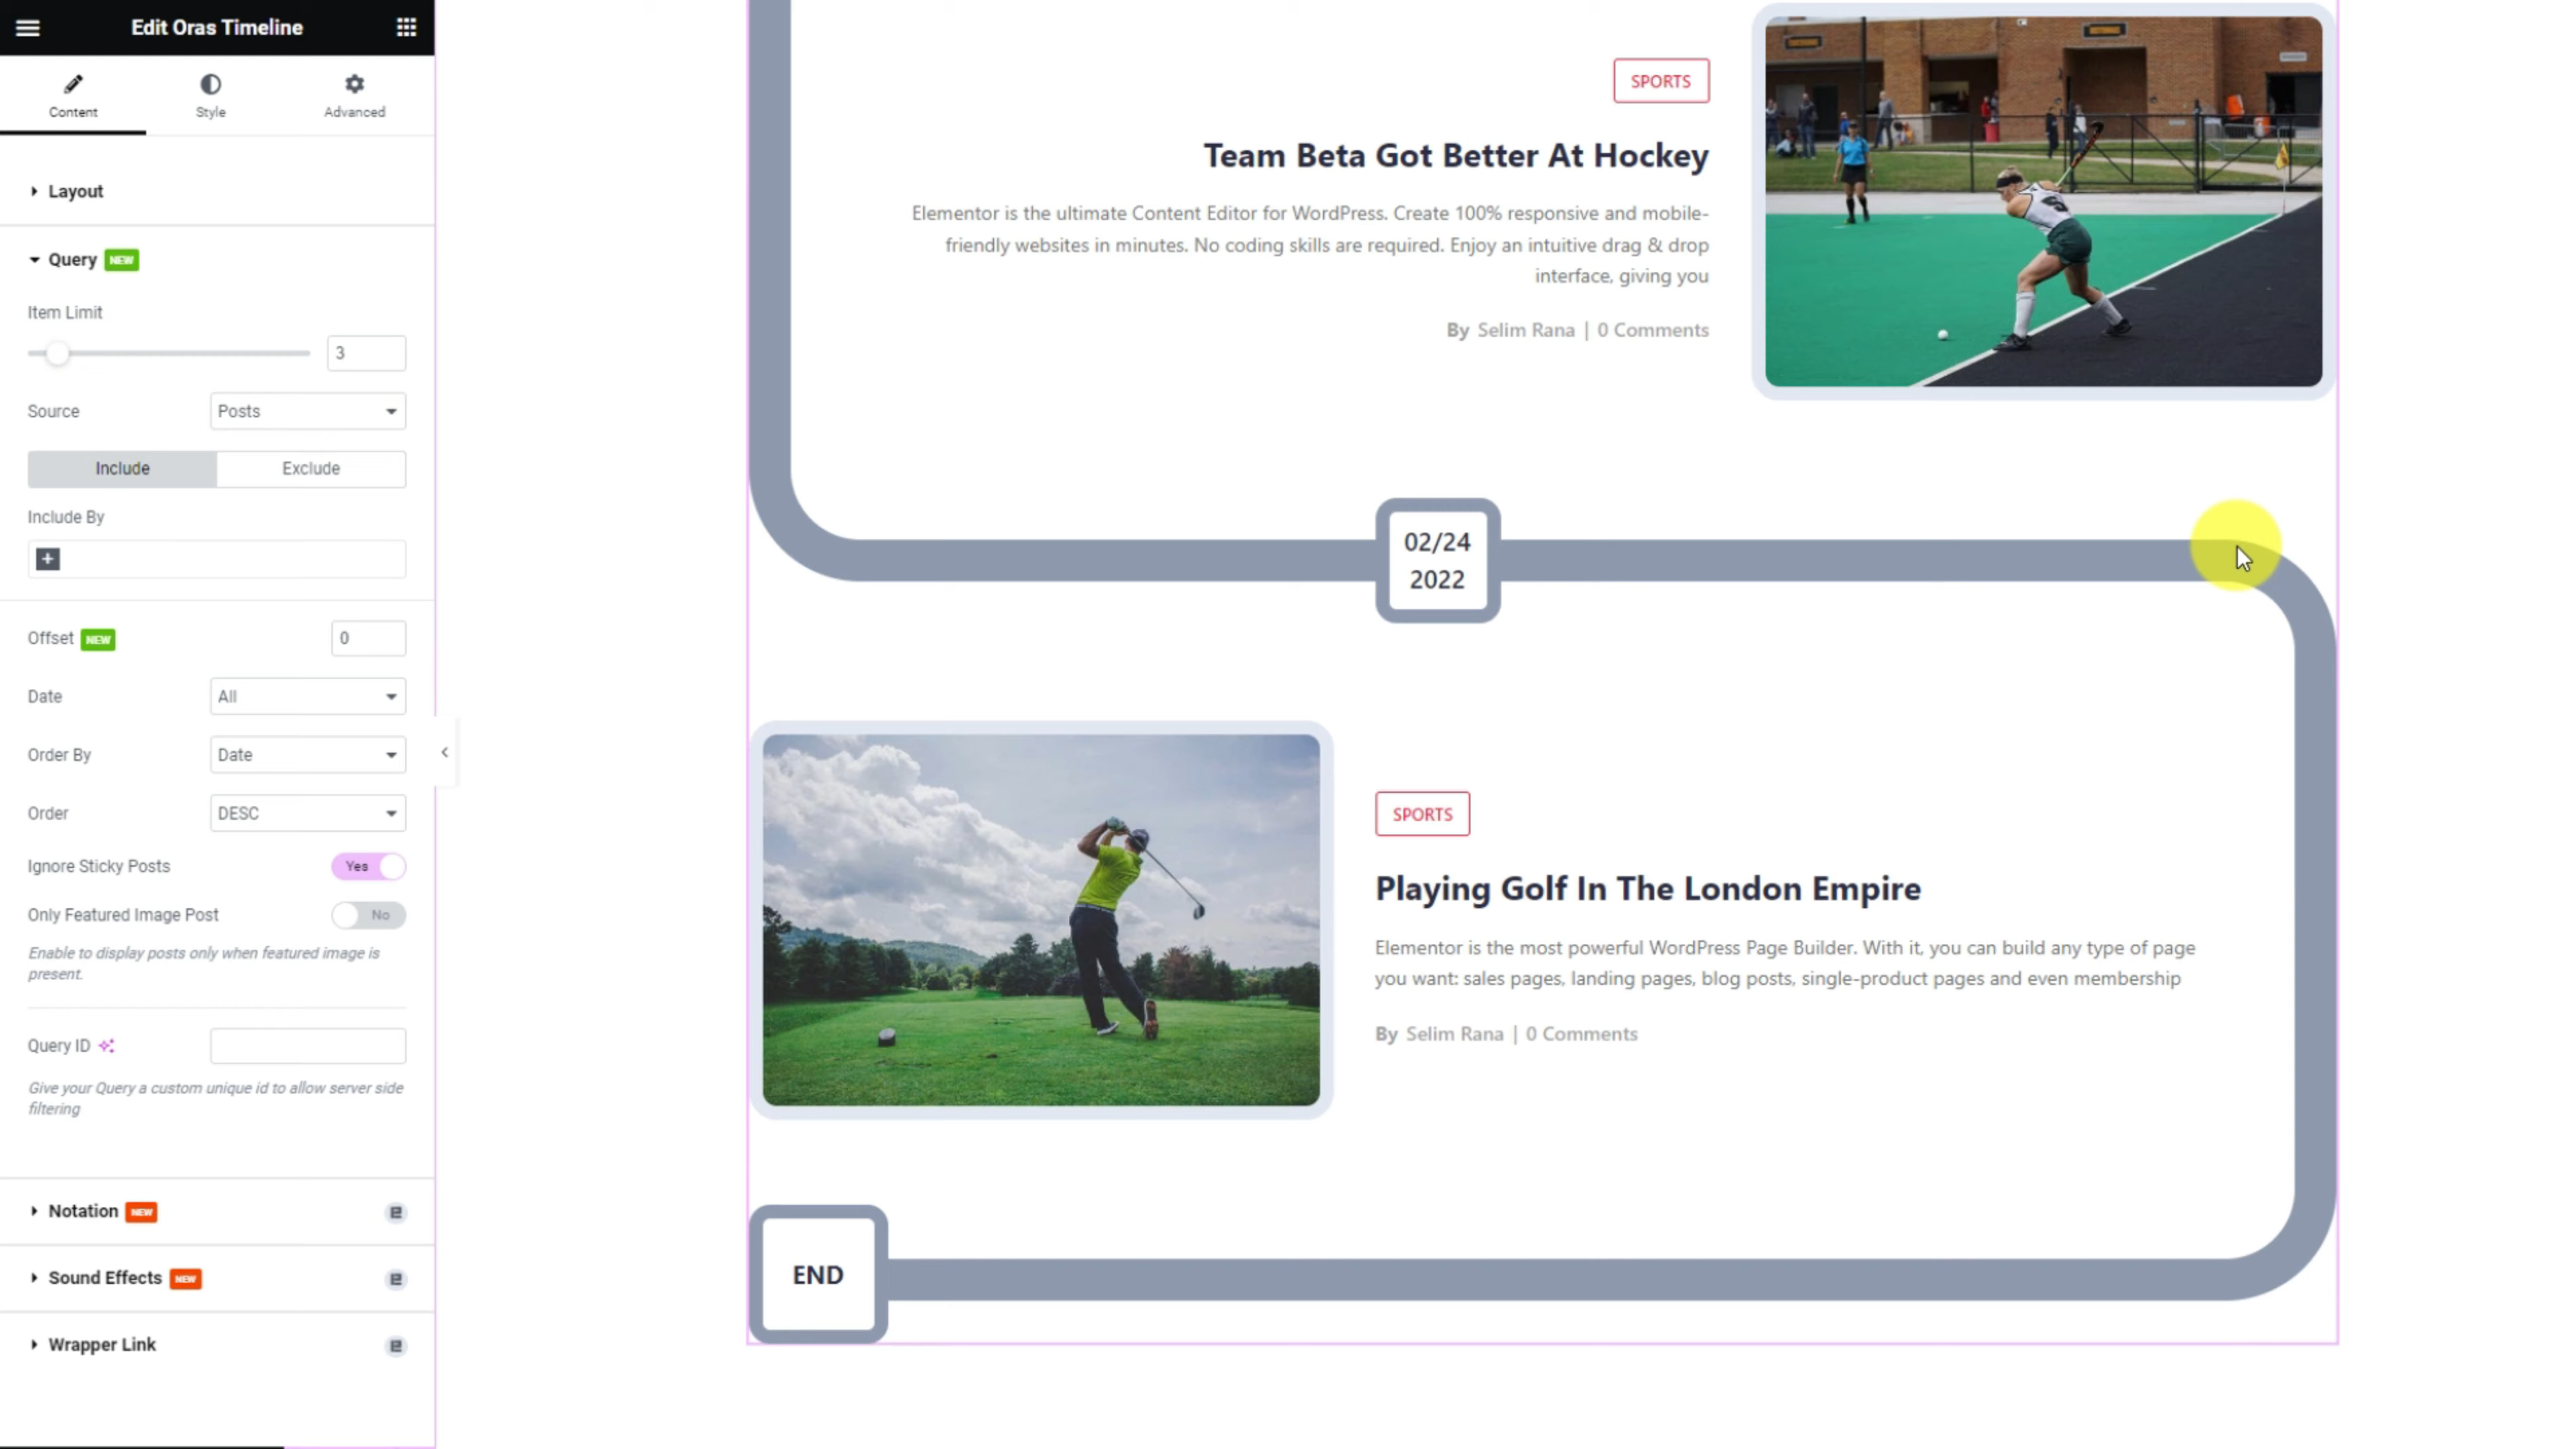 Edit Oras Timeline
Content
Style
Advanced
Layout
Query NEW
Item Limit
3
Source
Posts
Include
Exclude
Include By
Offset NEW
0
Date
All
Order By
Date
Order
DESC
Ignore Sticky Posts
Yes
Only Featured Image Post
No
Enable to display posts only when featured image is
present.
Query ID
Give your Query a custom unique id to allow server side
filtering
Notation NEW
Sound Effects NEW
Wrapper Link
SPORTS
Team Beta Got Better At Hockey
Elementor is the ultimate Content Editor for WordPress. Create 100% responsive and mobile-
friendly websites in minutes. No coding skills are required. Enjoy an intuitive drag & drop
interface, giving you
By Selim Rana | 0 Comments
02/24
2022
SPORTS
Playing Golf In The London Empire
Elementor is the most powerful WordPress Page Builder. With it, you can build any type of page
you want: sales pages, landing pages, blog posts, single-product pages and even membership
By Selim Rana | 0 Comments
END